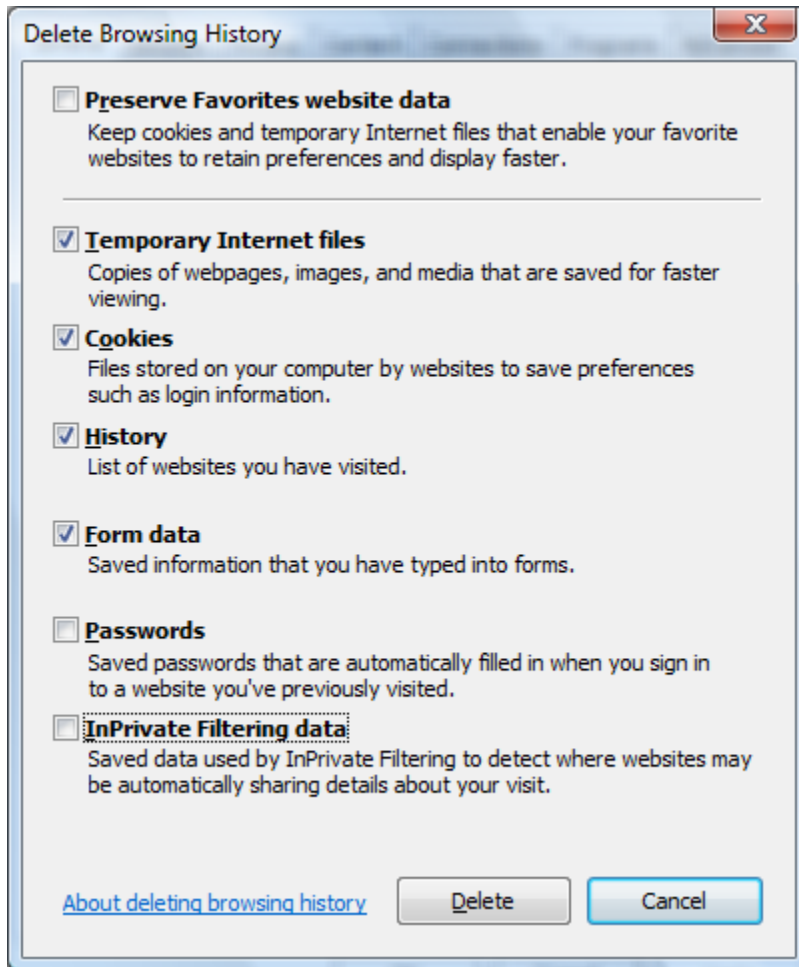 Delete Browsing History
Preserve Favorites website data
Keep cookies and temporary Internet files that enable your favorite
websites to retain preferences and display faster.
Temporary Internet files
Copies of webpages, images, and media that are saved for faster
viewing.
Cookies
Files stored on your computer by websites to save preferences
such as login information.
History
List of websites you have visited.
Form data
Saved information that you have typed into forms.
Passwords
Saved passwords that are automatically filled in when you sign in
to a website you've previously visited.
InPrivate Filtering data
Saved data used by InPrivate Filtering to detect where websites may
be automatically sharing details about your visit.
About deleting browsing history
Delete
Cancel